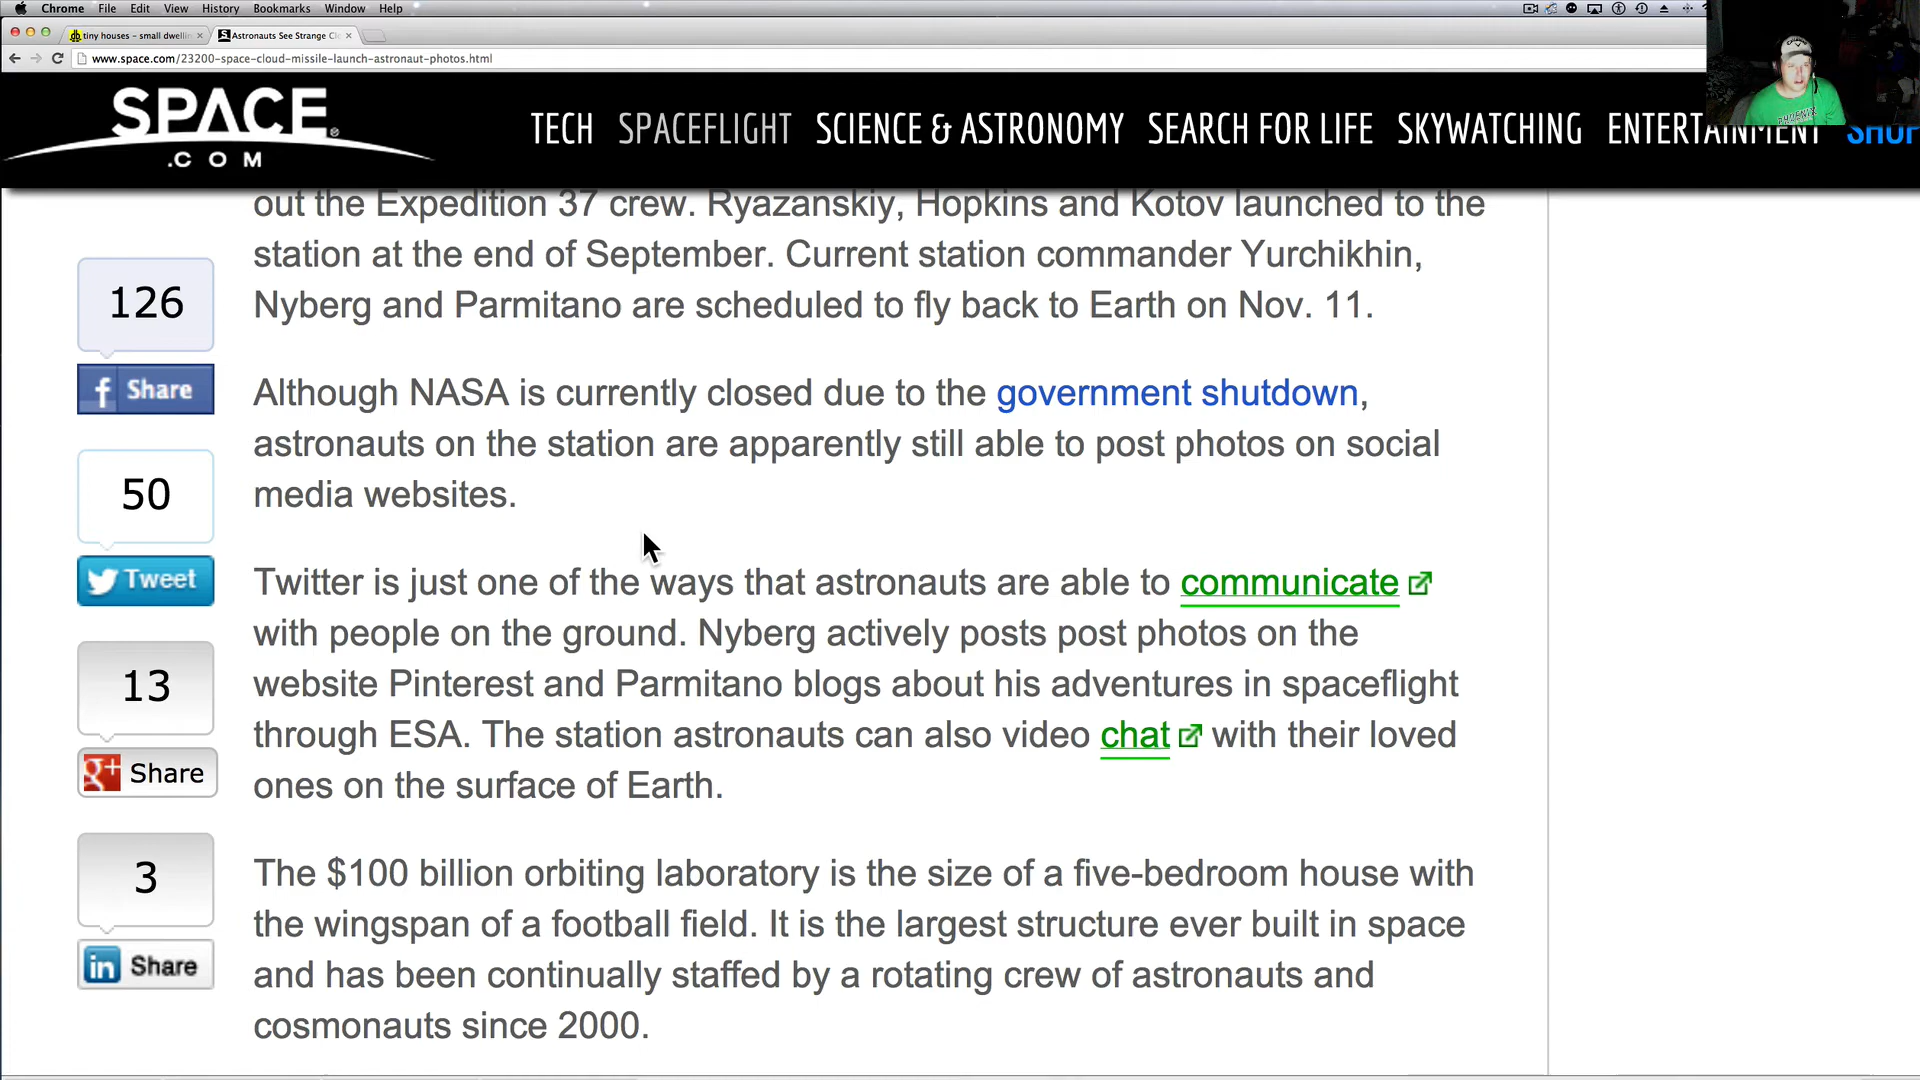 Chrome File Edit View History Bookmarks Window Help
tiny houses - small dwellin
Astronauts See Strange Cl
www.space.com/23200-space-cloud-missile-launch-astronaut-photos.html
SPACE
.COM
TECH SPACEFLIGHT SCIENCE & ASTRONOMY SEARCH FOR LIFE SKYWATCHING ENTERTAINMENT SHOP
out the Expedition 37 crew. Ryazanskiy, Hopkins and Kotov launched to the
station at the end of September. Current station commander Yurchikhin,
Nyberg and Parmitano are scheduled to fly back to Earth on Nov. 11.
126
f Share
Although NASA is currently closed due to the government shutdown,
astronauts on the station are apparently still able to post photos on social
media websites.
50
Tweet
Twitter is just one of the ways that astronauts are able to communicate
with people on the ground. Nyberg actively posts post photos on the
website Pinterest and Parmitano blogs about his adventures in spaceflight
through ESA. The station astronauts can also video chat with their loved
ones on the surface of Earth.
13
g+ Share
The $100 billion orbiting laboratory is the size of a five-bedroom house with
the wingspan of a football field. It is the largest structure ever built in space
and has been continually staffed by a rotating crew of astronauts and
cosmonauts since 2000.
3
in Share